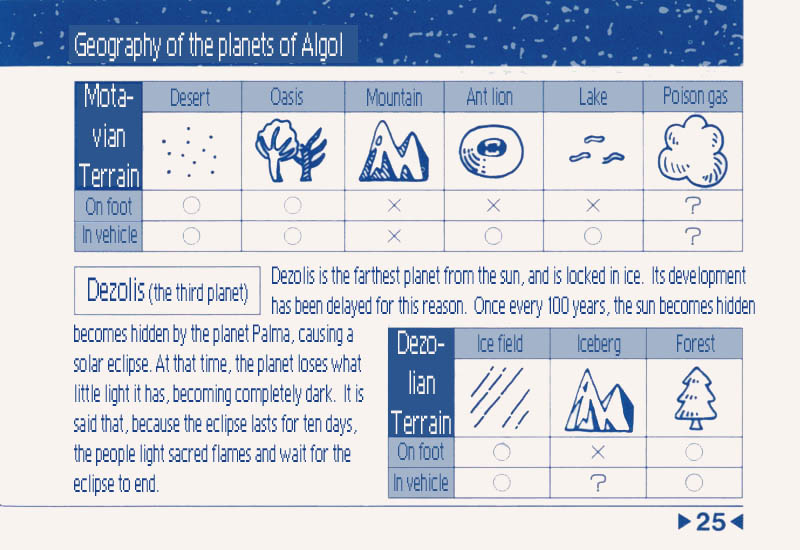 Geography of the planets of Algol
Mota-
vian
Terrain
Desert Oasis Mountain Ant lion Lake Poison gas
On foot ○ ○ × × × ?
In vehicle ○ ○ × ○ ○ ?
Dezolis (the third planet)
Dezolis is the farthest planet from the sun, and is locked in ice. Its development
has been delayed for this reason. Once every 100 years, the sun becomes hidden
becomes hidden by the planet Palma, causing a
solar eclipse. At that time, the planet loses what
little light it has, becoming completely dark. It is
said that, because the eclipse lasts for ten days,
the people light sacred flames and wait for the
eclipse to end.
Dezo-
lian
Terrain
Ice field Iceberg Forest
On foot ○ × ○
In vehicle ○ ? ○
▶25◀